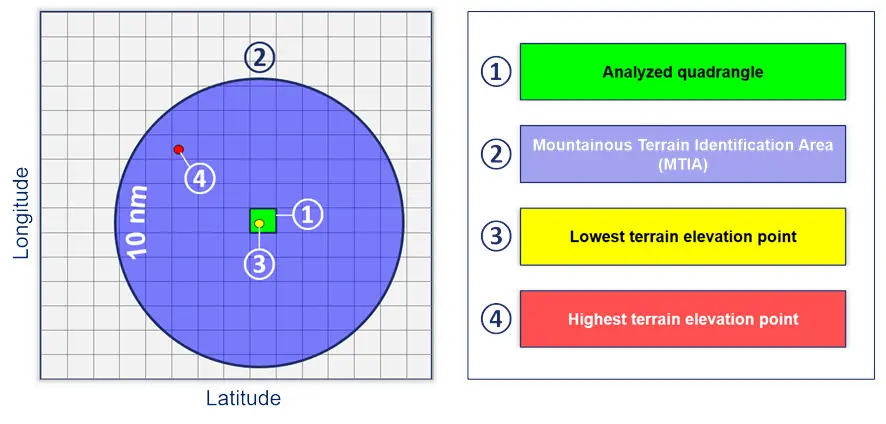 ②
④
①
10 nm
③
Longitude
Latitude
① Analyzed quadrangle
② Mountainous Terrain Identification Area
(MTIA)
③ Lowest terrain elevation point
④ Highest terrain elevation point